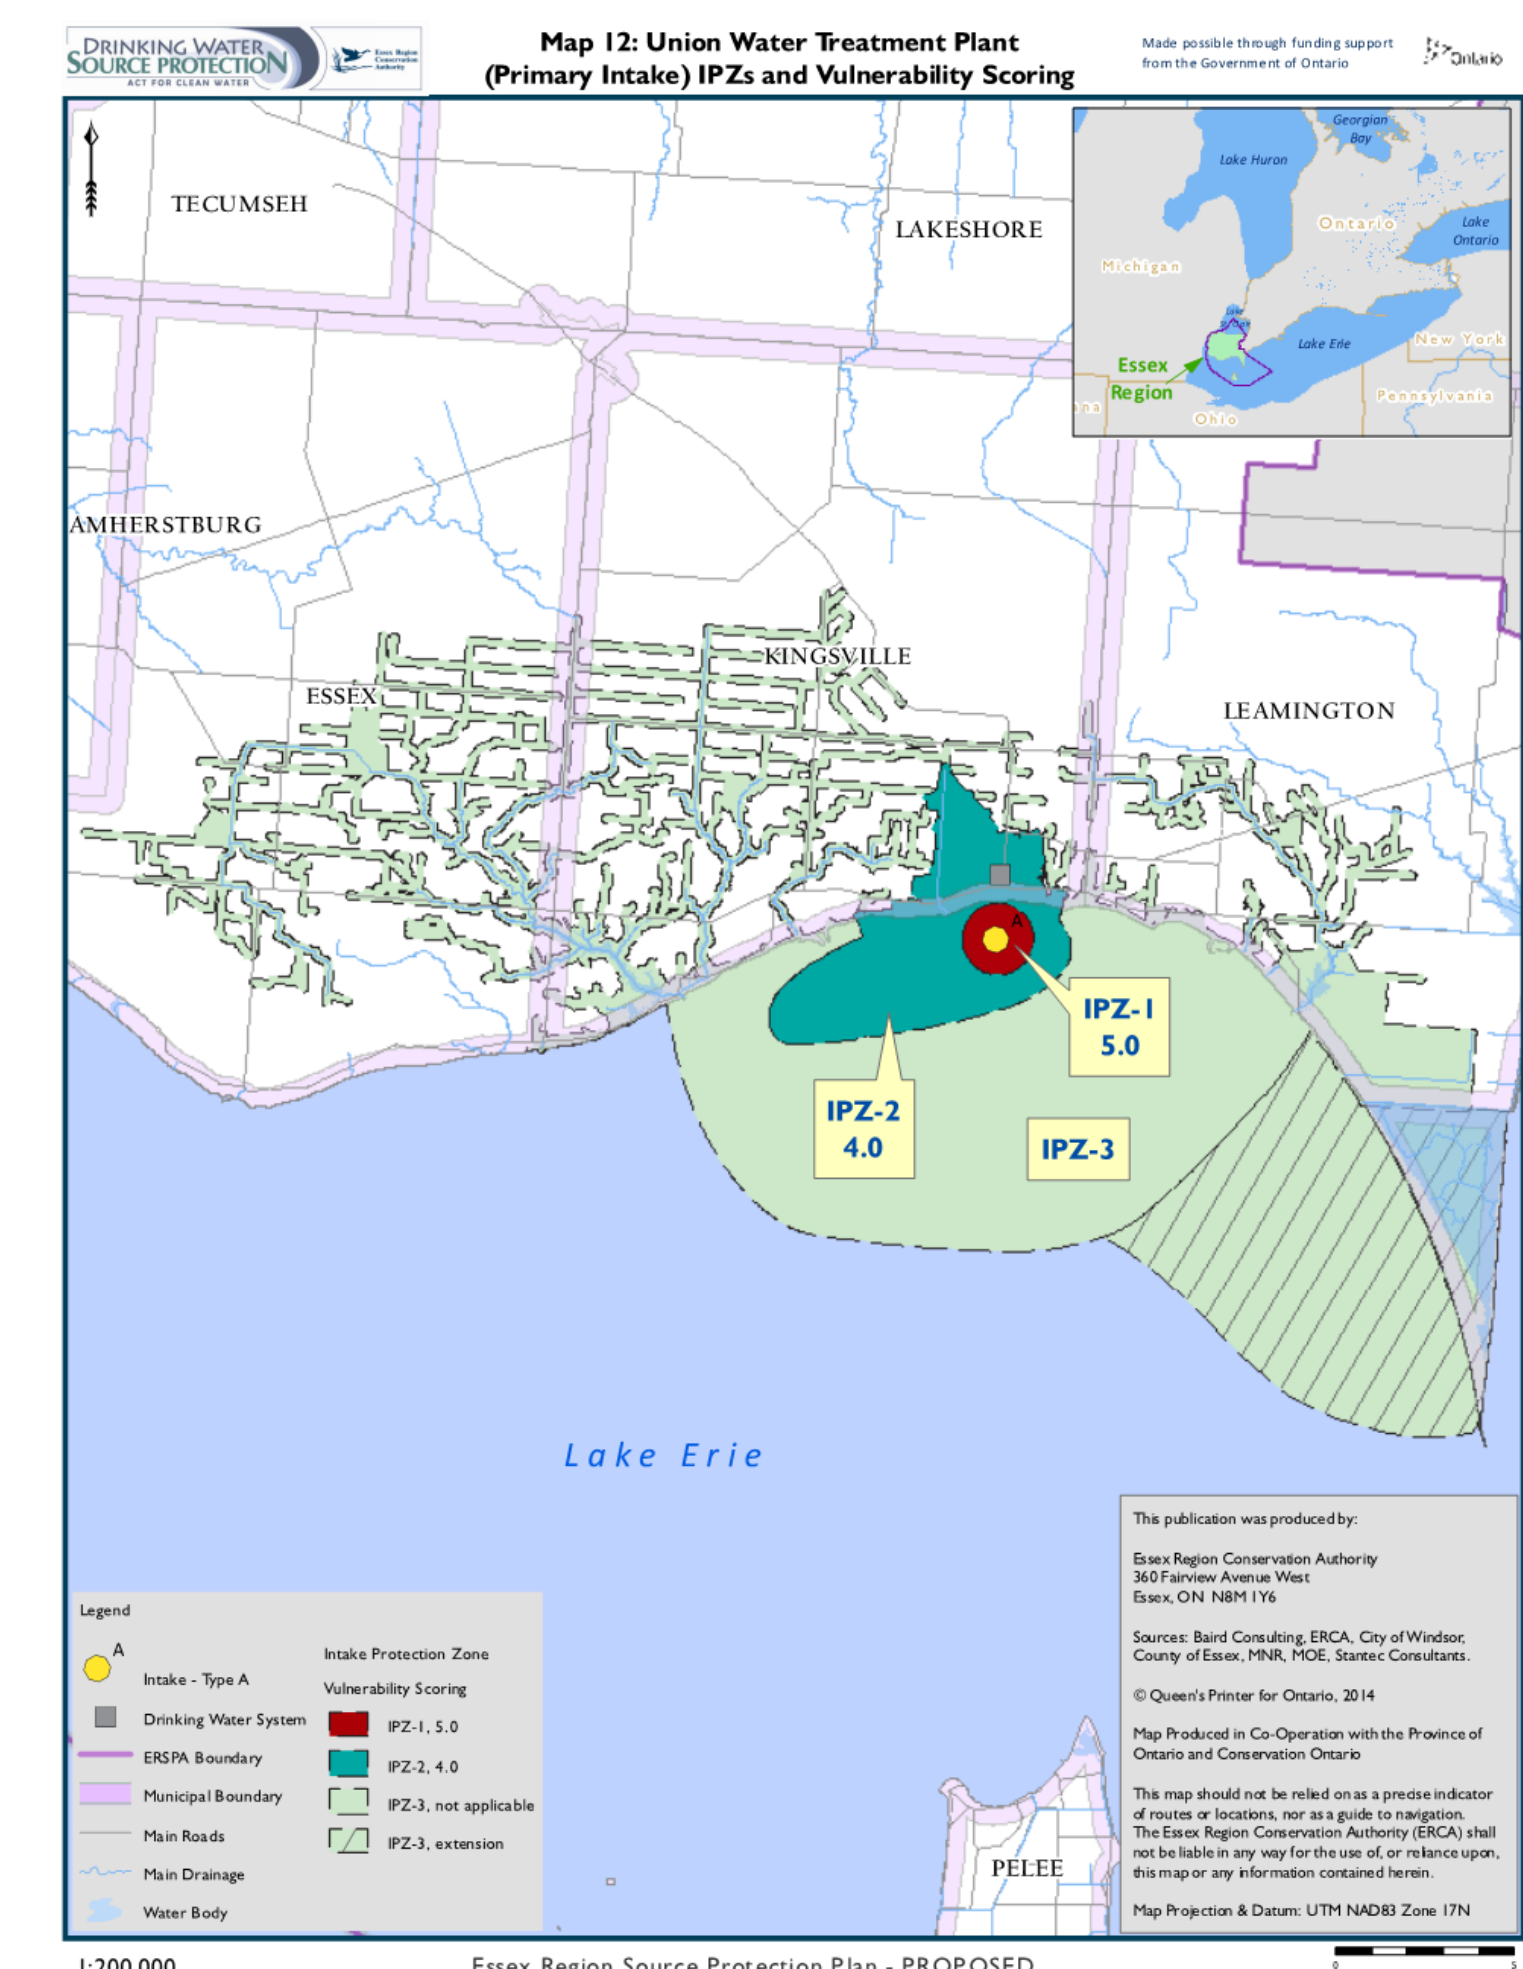 DRINKING WATER
SOURCE PROTECTION
ACT FOR CLEAN WATER
Essex Region
Conservation
Authority
Map 12: Union Water Treatment Plant
(Primary Intake) IPZs and Vulnerability Scoring
Made possible through funding support
from the Government of Ontario
Ontario
Georgian
Bay
Lake Huron
Ontario
Lake
Ontario
Michigan
Lake
Lake Erie
New York
Essex
Region
Pennsylvania
Ohio
TECUMSEH
LAKESHORE
AMHERSTBURG
KINGSVILLE
ESSEX
LEAMINGTON
A
IPZ-1
5.0
IPZ-2
4.0
IPZ-3
Lake Erie
PELEE
Legend
A
Intake - Type A
Drinking Water System
ERSPA Boundary
Municipal Boundary
Main Roads
Main Drainage
Water Body
Intake Protection Zone
Vulnerability Scoring
IPZ-1, 5.0
IPZ-2, 4.0
IPZ-3, not applicable
IPZ-3, extension
This publication was produced by:
Essex Region Conservation Authority
360 Fairview Avenue West
Essex, ON N8M 1Y6
Sources: Baird Consulting, ERCA, City of Windsor,
County of Essex, MNR, MOE, Stantec Consultants.
© Queen's Printer for Ontario, 2014
Map Produced in Co-Operation with the Province of
Ontario and Conservation Ontario
This map should not be relied on as a precise indicator
of routes or locations, nor as a guide to navigation.
The Essex Region Conservation Authority (ERCA) shall
not be liable in any way for the use of, or reliance upon,
this map or any information contained herein.
Map Projection & Datum: UTM NAD83 Zone 17N
1:200,000
Essex Region Source Protection Plan - PROPOSED
0
5